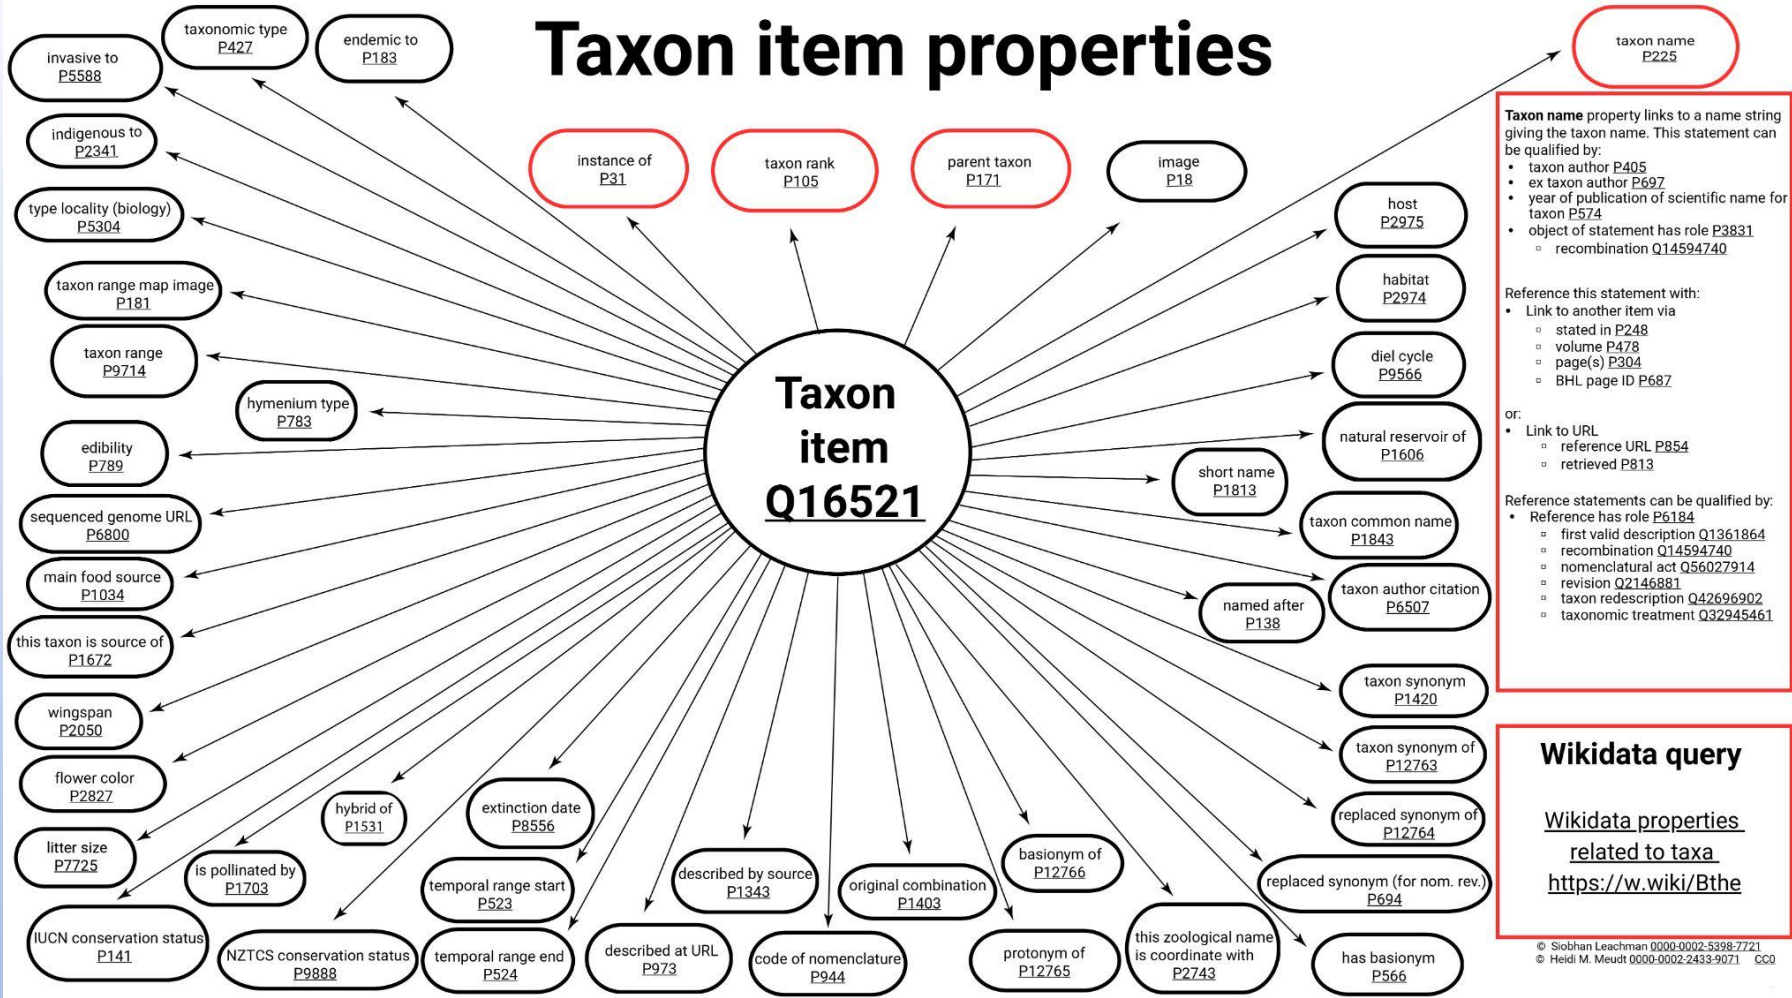 Taxon item properties
taxonomic type
P427
endemic to
P183
invasive to
P5588
taxon name
P225
indigenous to
P2341
instance of
P31
taxon rank
P105
parent taxon
P171
image
P18
type locality (biology)
P5304
host
P2975
taxon range map image
P181
habitat
P2974
taxon range
P9714
diel cycle
P9566
hymenium type
P783
natural reservoir of
P1606
edibility
P789
short name
P1813
Taxon
item
Q16521
sequenced genome URL
P6800
taxon common name
P1843
main food source
P1034
taxon author citation
P6507
named after
P138
this taxon is source of
P1672
taxon synonym
P1420
wingspan
P2050
taxon synonym of
P12763
flower color
P2827
hybrid of
P1531
extinction date
P8556
replaced synonym of
P12764
litter size
P7725
is pollinated by
P1703
temporal range start
P523
described by source
P1343
original combination
P1403
basionym of
P12766
replaced synonym (for nom. rev.)
P694
IUCN conservation status
P141
NZTCS conservation status
P9888
temporal range end
P524
described at URL
P973
code of nomenclature
P944
protonym of
P12765
this zoological name
is coordinate with
P2743
has basionym
P566
Taxon name property links to a name string
giving the taxon name. This statement can
be qualified by:
• taxon author P405
• ex taxon author P697
• year of publication of scientific name for
taxon P574
• object of statement has role P3831
▫ recombination Q14594740
Reference this statement with:
• Link to another item via
▫ stated in P248
▫ volume P478
▫ page(s) P304
▫ BHL page ID P687
or:
• Link to URL
▫ reference URL P854
▫ retrieved P813
Reference statements can be qualified by:
• Reference has role P6184
▫ first valid description Q1361864
▫ recombination Q14594740
▫ nomenclatural act Q56027914
▫ revision Q2146881
▫ taxon redescription Q42696902
▫ taxonomic treatment Q32945461
Wikidata query
Wikidata properties
related to taxa
https://w.wiki/Bthe
© Siobhan Leachman 0000-0002-5398-7721
© Heidi M. Meudt 0000-0002-2433-9071 CC0